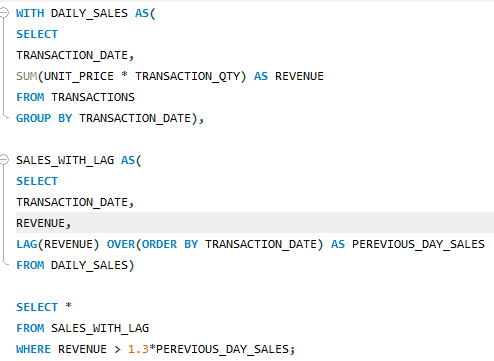 WITH DAILY_SALES AS(
SELECT
TRANSACTION_DATE,
SUM(UNIT_PRICE * TRANSACTION_QTY) AS REVENUE
FROM TRANSACTIONS
GROUP BY TRANSACTION_DATE),
SALES_WITH_LAG AS(
SELECT
TRANSACTION_DATE,
REVENUE,
LAG(REVENUE) OVER(ORDER BY TRANSACTION_DATE) AS PEREVIOUS_DAY_SALES
FROM DAILY_SALES)
SELECT *
FROM SALES_WITH_LAG
WHERE REVENUE > 1.3*PEREVIOUS_DAY_SALES;